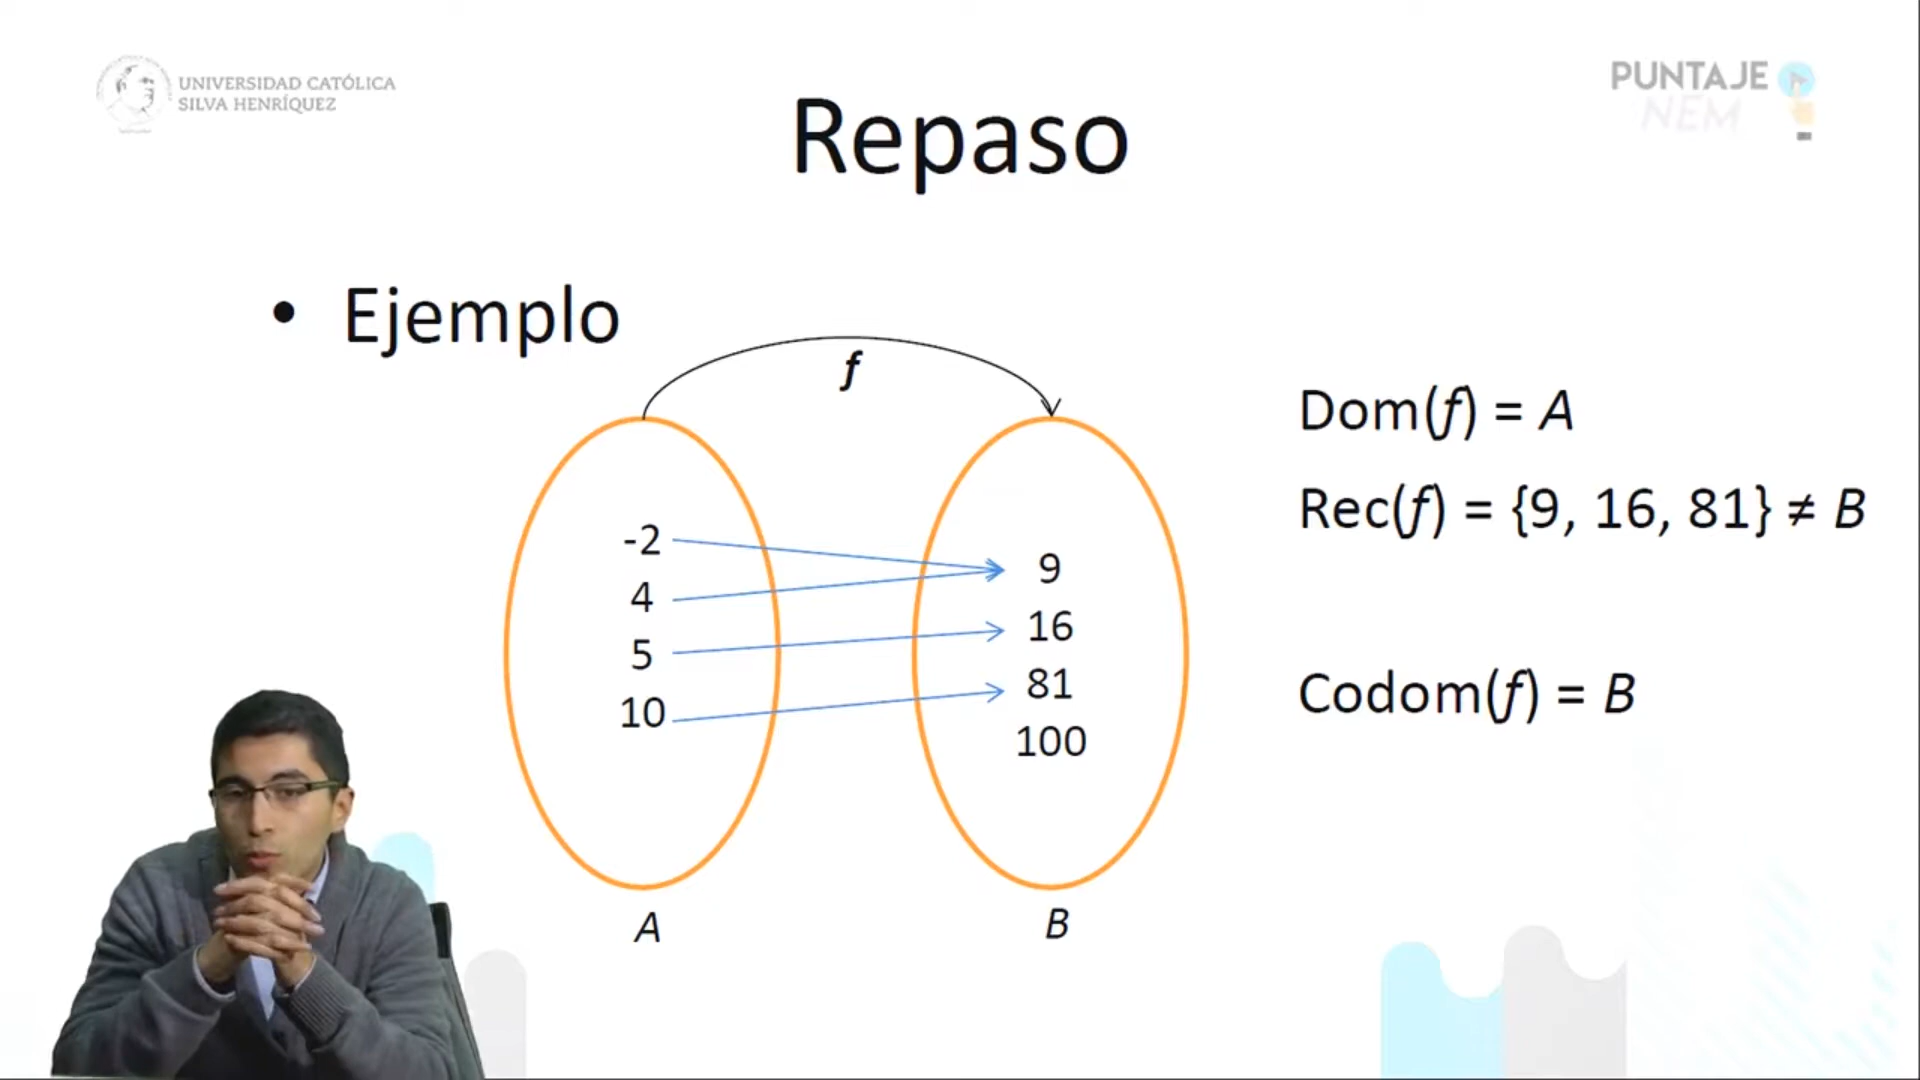 UNIVERSIDAD CATÓLICA
SILVA HENRÍQUEZ
PUNTAJE
NEM
Repaso
• Ejemplo
f
-2
4
5
10
A
9
16
81
100
B
Dom(f) = A
Rec(f) = {9, 16, 81} ≠ B
Codom(f) = B